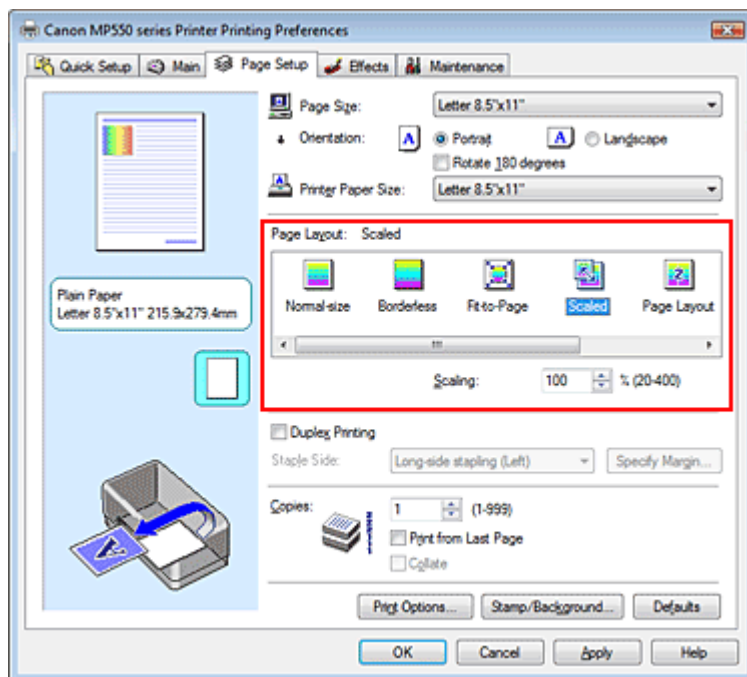 Canon MP550 series Printer Printing Preferences
Quick Setup Main Page Setup Effects Maintenance
Page Size: Letter 8.5"x11"
Orientation: A Portrait A Landscape
Rotate 180 degrees
Printer Paper Size: Letter 8.5"x11"
Page Layout: Scaled
Normal-size Borderless Fit-to-Page Scaled Page Layout
Plain Paper
Letter 8.5"x11" 215.9x279.4mm
Scaling: 100 % (20-400)
Duplex Printing
Staple Side: Long-side stapling (Left) Specify Margin...
Copies: 1 (1-999)
Print from Last Page
Collate
Print Options... Stamp/Background... Defaults
OK Cancel Apply Help